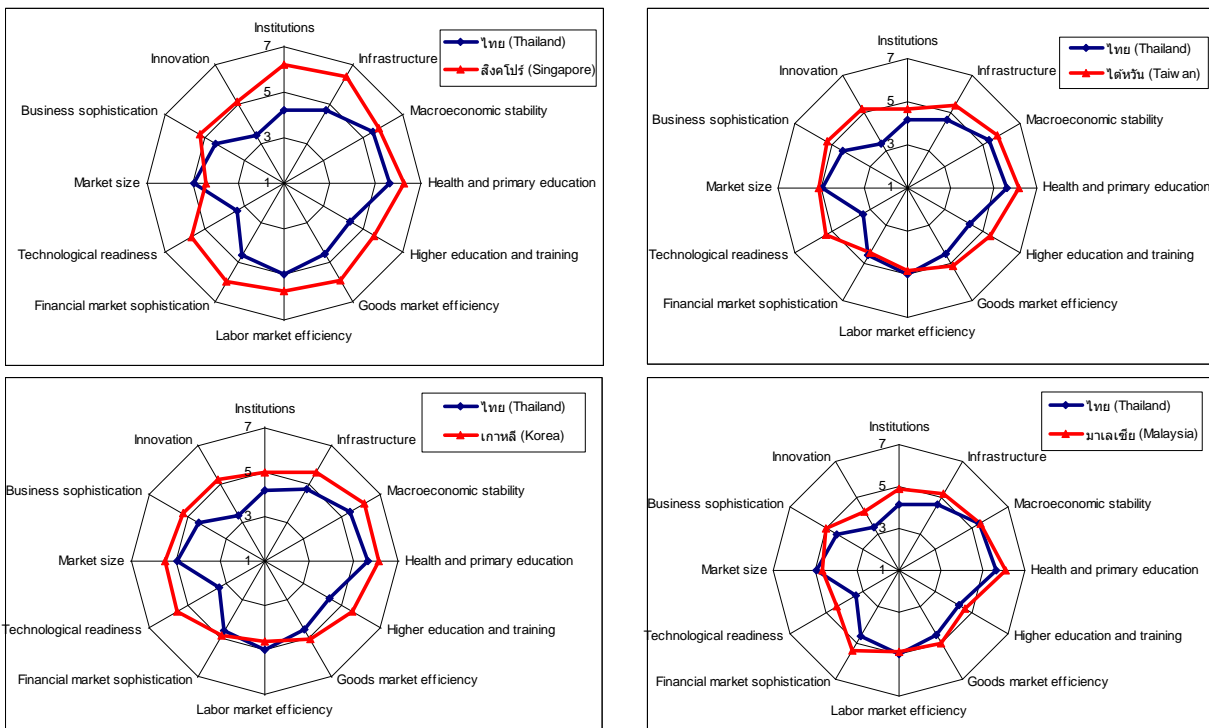 Institutions
7
Innovation
Infrastructure
ไทย (Thailand)
สิงคโปร์ (Singapore)
Business sophistication
5
Macroeconomic stability
3
Market size
1
Health and primary education
Technological readiness
Higher education and training
Financial market sophistication
Goods market efficiency
Labor market efficiency
Institutions
7
Innovation
Infrastructure
ไทย (Thailand)
ไต้หวัน (Taiwan)
Business sophistication
5
Macroeconomic stability
3
Market size
1
Health and primary education
Technological readiness
Higher education and training
Financial market sophistication
Goods market efficiency
Labor market efficiency
Institutions
7
Innovation
Infrastructure
ไทย (Thailand)
เกาหลี (Korea)
Business sophistication
5
Macroeconomic stability
3
Market size
1
Health and primary education
Technological readiness
Higher education and training
Financial market sophistication
Goods market efficiency
Labor market efficiency
Institutions
7
Innovation
Infrastructure
ไทย (Thailand)
มาเลเซีย (Malaysia)
Business sophistication
5
Macroeconomic stability
3
Market size
1
Health and primary education
Technological readiness
Higher education and training
Financial market sophistication
Goods market efficiency
Labor market efficiency